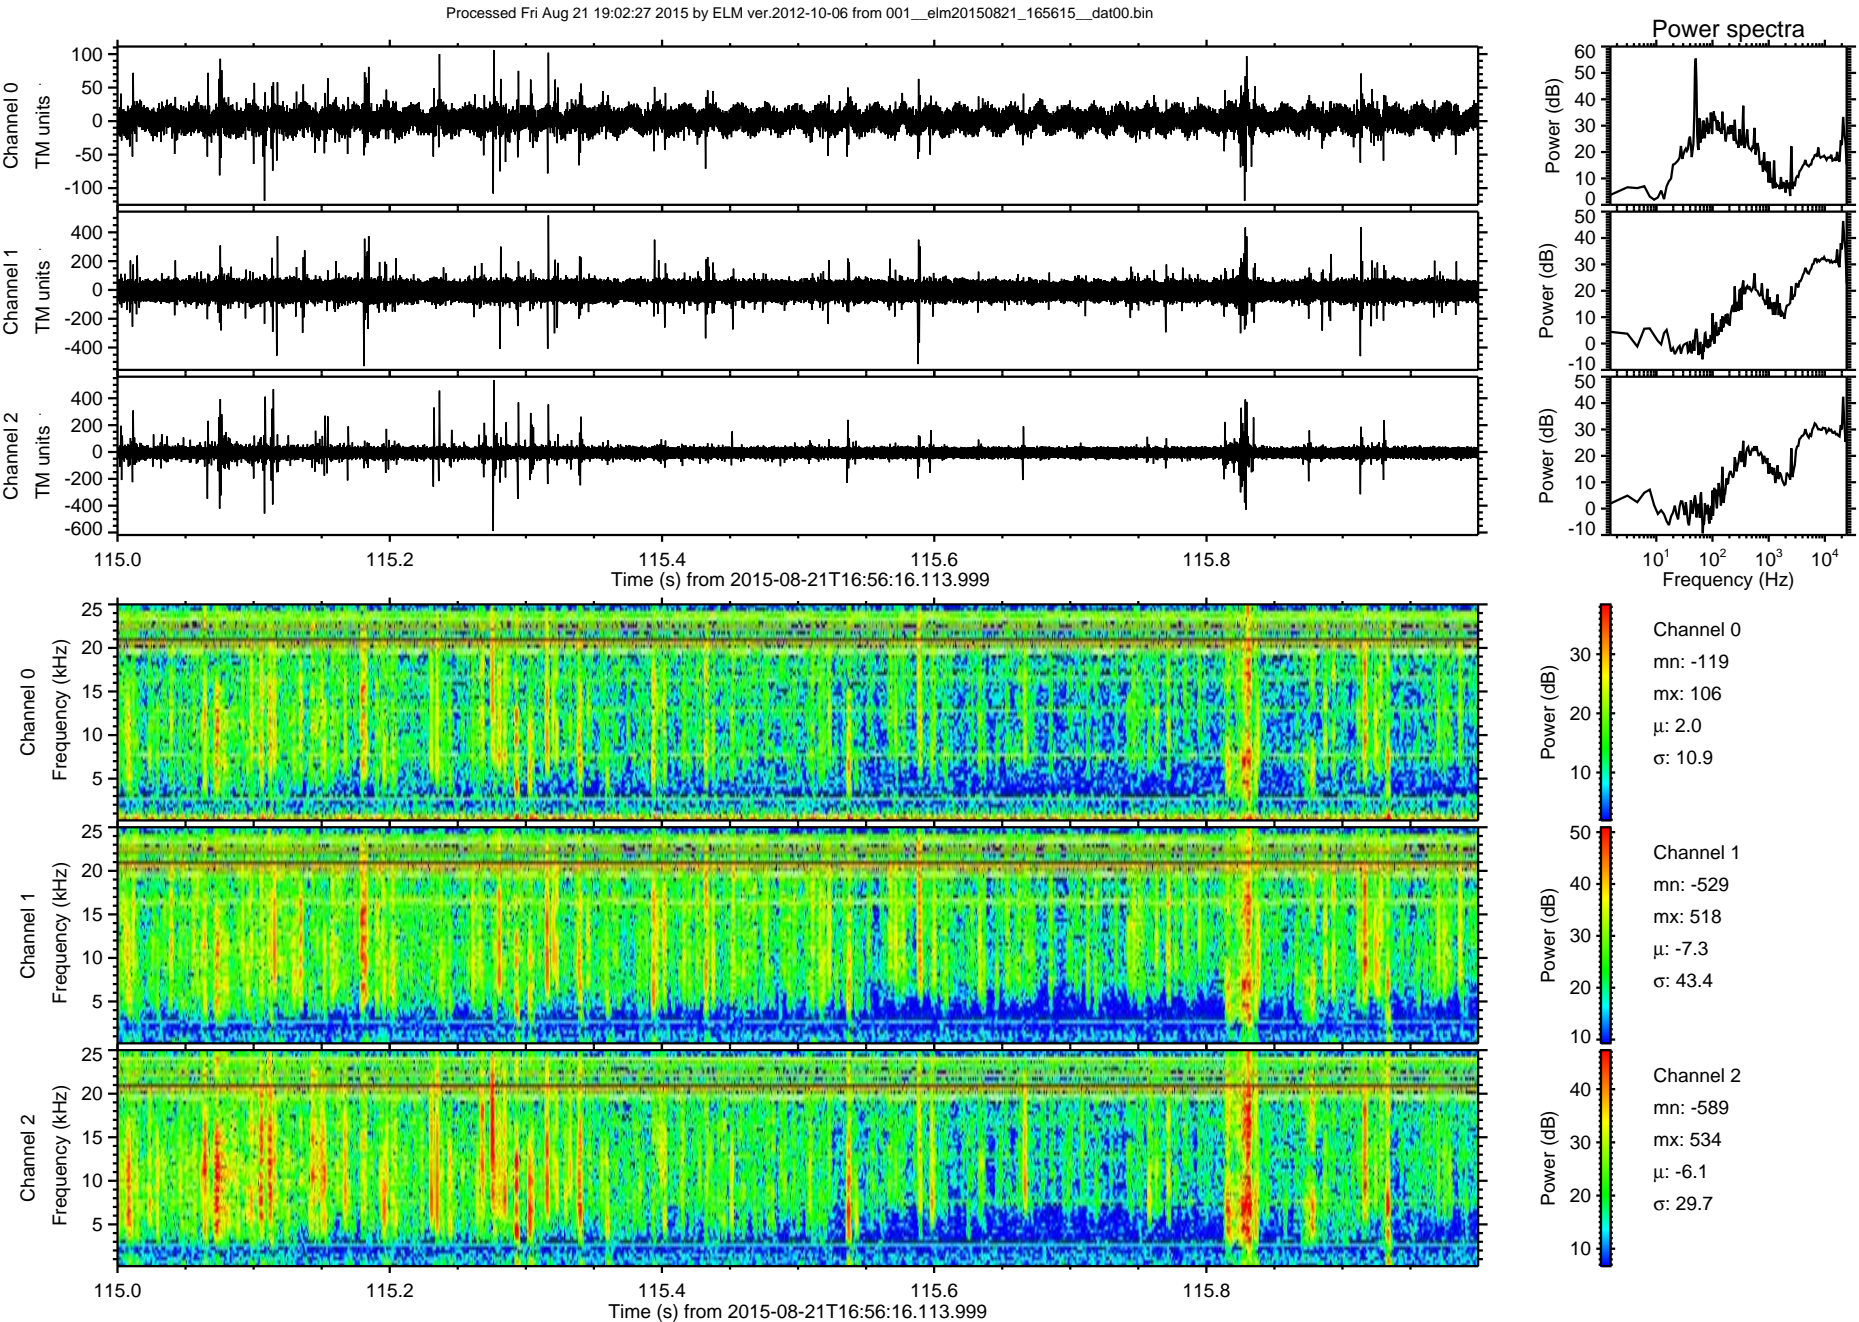 Processed Fri Aug 21 19:02:27 2015 by ELM ver.2012-10-06 from 001__elm20150821_165615__dat00.bin
Power spectra
Channel 0
TM units
100
50
0
-50
-100
Power (dB)
60
50
40
30
20
10
0
Channel 1
TM units
400
200
0
-200
-400
Power (dB)
50
40
30
20
10
0
-10
Channel 2
TM units
400
200
0
-200
-400
-600
Power (dB)
50
40
30
20
10
0
-10
115.0 115.2 115.4 115.6 115.8
Time (s) from 2015-08-21T16:56:16.113.999
10¹ 10² 10³ 10⁴
Frequency (Hz)
Channel 0
Frequency (kHz)
25
20
15
10
5
Power (dB)
30
20
10
Channel 0
mn: -119
mx: 106
μ: 2.0
σ: 10.9
Channel 1
Frequency (kHz)
25
20
15
10
5
Power (dB)
50
40
30
20
10
Channel 1
mn: -529
mx: 518
μ: -7.3
σ: 43.4
Channel 2
Frequency (kHz)
25
20
15
10
5
Power (dB)
40
30
20
10
Channel 2
mn: -589
mx: 534
μ: -6.1
σ: 29.7
115.0 115.2 115.4 115.6 115.8
Time (s) from 2015-08-21T16:56:16.113.999